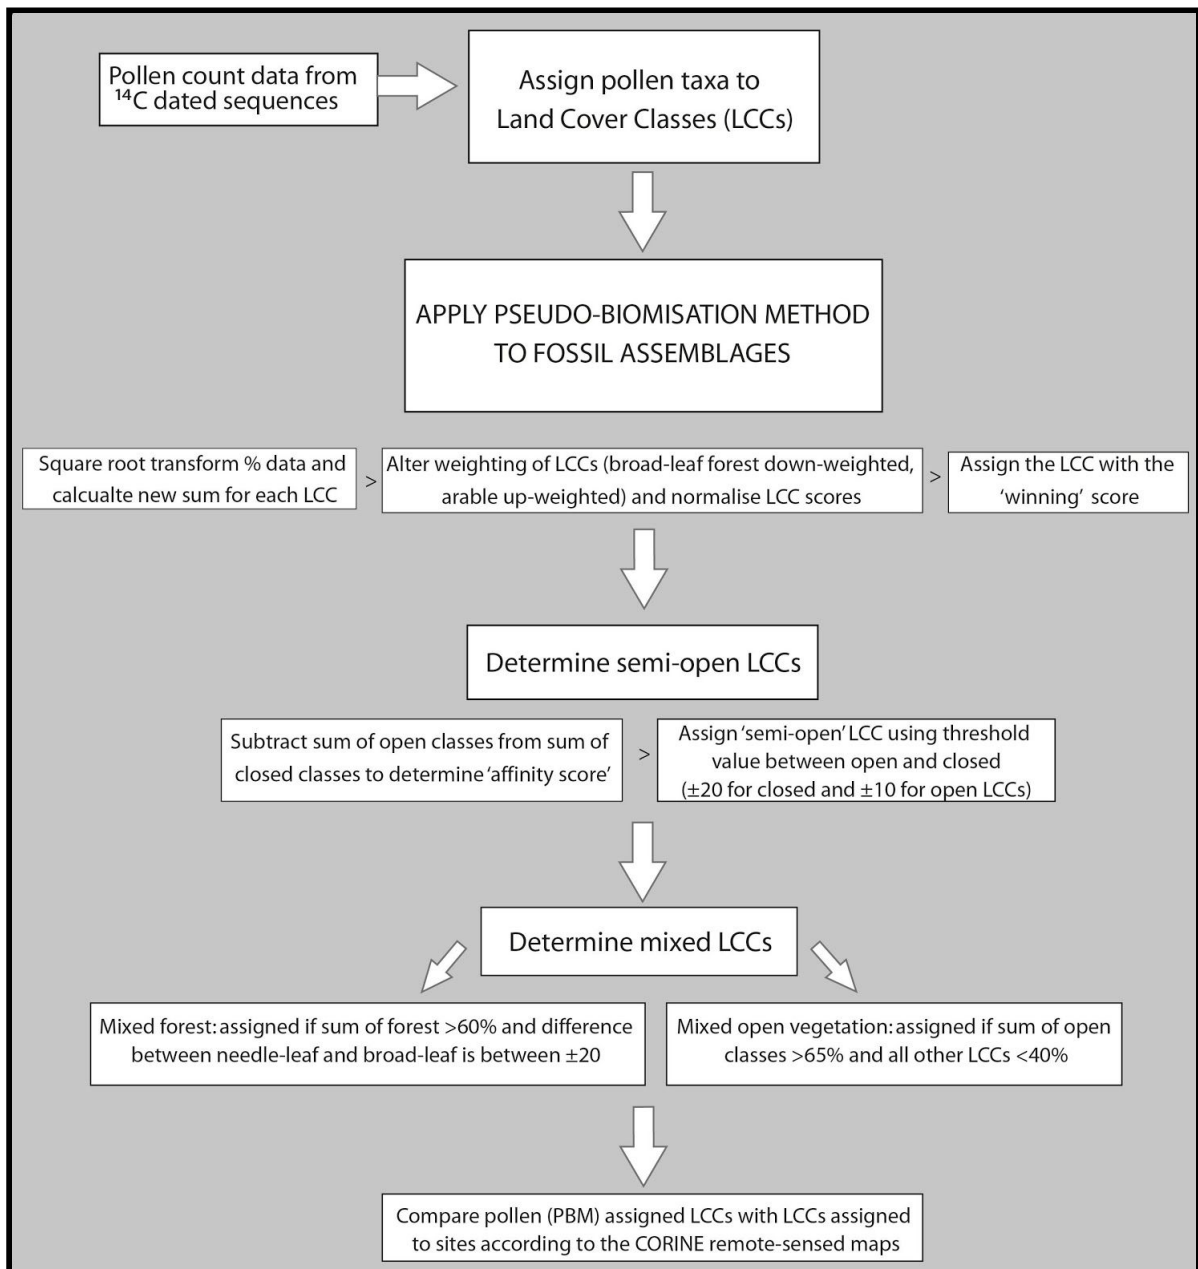 Pollen count data from
¹⁴C dated sequences
Assign pollen taxa to
Land Cover Classes (LCCs)
APPLY PSEUDO-BIOMISATION METHOD
TO FOSSIL ASSEMBLAGES
Square root transform % data and
calcualte new sum for each LCC
>
Alter weighting of LCCs (broad-leaf forest down-weighted,
arable up-weighted) and normalise LCC scores
>
Assign the LCC with the
‘winning’ score
Determine semi-open LCCs
Subtract sum of open classes from sum of
closed classes to determine ‘affinity score’
>
Assign ‘semi-open’ LCC using threshold
value between open and closed
(±20 for closed and ±10 for open LCCs)
Determine mixed LCCs
Mixed forest: assigned if sum of forest >60% and difference
between needle-leaf and broad-leaf is between ±20
Mixed open vegetation: assigned if sum of open
classes >65% and all other LCCs <40%
Compare pollen (PBM) assigned LCCs with LCCs assigned
to sites according to the CORINE remote-sensed maps